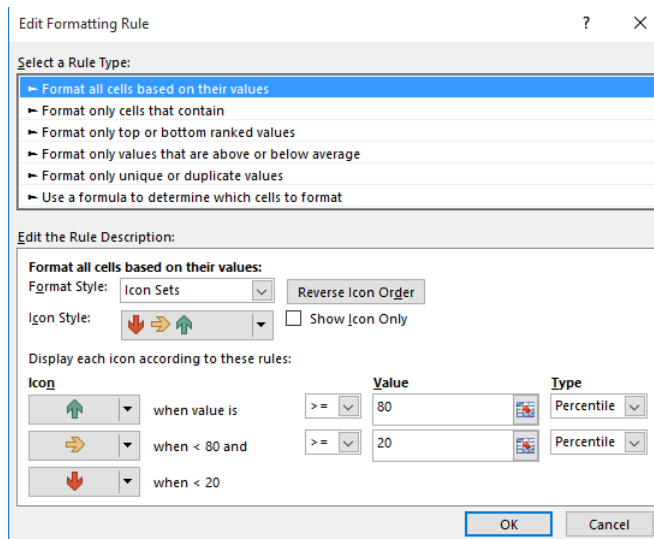 Edit Formatting Rule ?
Select a Rule Type:
► Format all cells based on their values
► Format only cells that contain
► Format only top or bottom ranked values
► Format only values that are above or below average
► Format only unique or duplicate values
► Use a formula to determine which cells to format
Edit the Rule Description:
Format all cells based on their values:
Format Style: Icon Sets Reverse Icon Order
Icon Style: Show Icon Only
Display each icon according to these rules:
Icon Value Type
when value is >= 80 Percentile
when < 80 and >= 20 Percentile
when < 20
OK Cancel